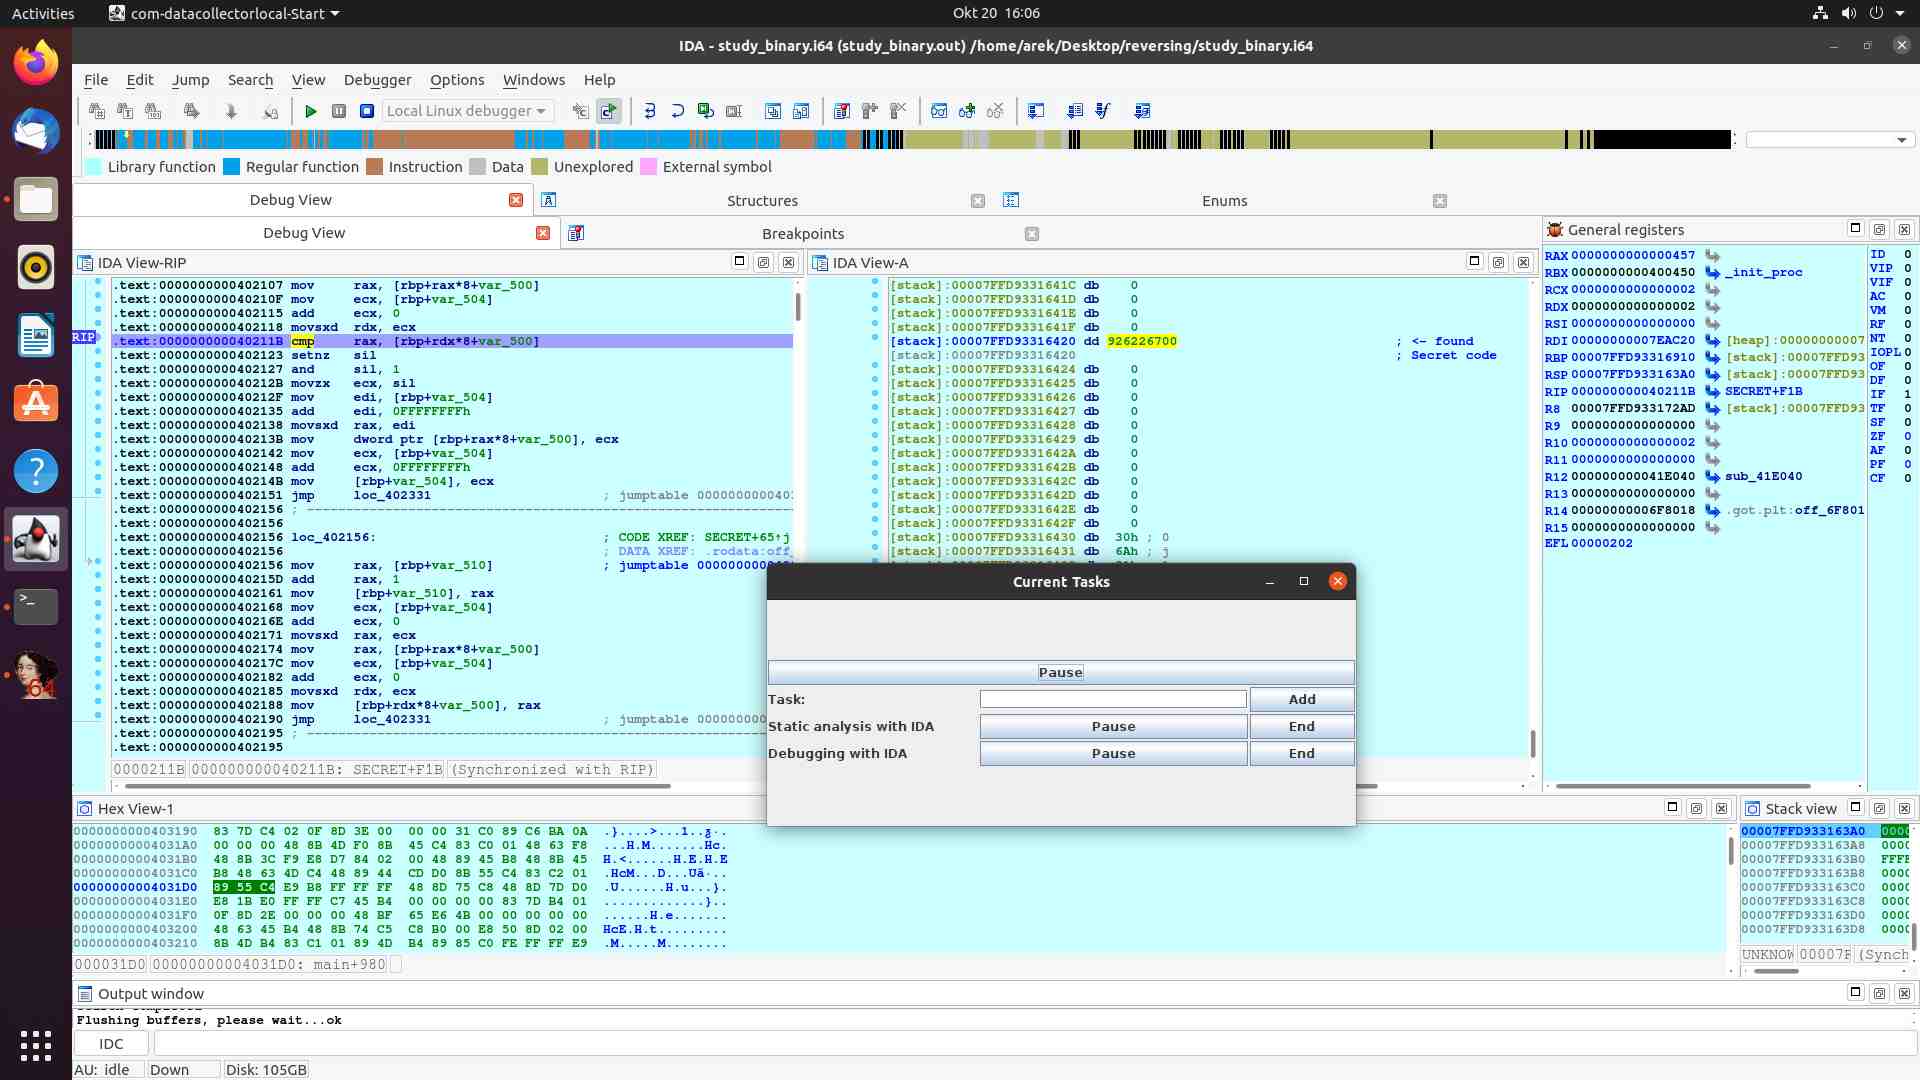 Activities
com-datacollectorlocal-Start
Okt 20 16:06
IDA - study_binary.i64 (study_binary.out) /home/arek/Desktop/reversing/study_binary.i64
File Edit Jump Search View Debugger Options Windows Help
Local Linux debugger
Library function Regular function Instruction Data Unexplored External symbol
Debug View Structures Enums
Debug View Breakpoints
IDA View-RIP
RIP
.text:0000000000402107 mov rax, [rbp+rax*8+var_500]
.text:000000000040210F mov ecx, [rbp+var_504]
.text:0000000000402115 add ecx, 0
.text:0000000000402118 movsxd rdx, ecx
.text:000000000040211B cmp rax, [rbp+rdx*8+var_500]
.text:0000000000402123 setnz sil
.text:0000000000402127 and sil, 1
.text:000000000040212B movzx ecx, sil
.text:000000000040212F mov edi, [rbp+var_504]
.text:0000000000402135 add edi, 0FFFFFFFFh
.text:0000000000402138 movsxd rax, edi
.text:000000000040213B mov dword ptr [rbp+rax*8+var_500], ecx
.text:0000000000402142 mov ecx, [rbp+var_504]
.text:0000000000402148 add ecx, 0FFFFFFFFh
.text:000000000040214B mov [rbp+var_504], ecx
.text:0000000000402151 jmp loc_402331 ; jumptable 0000000000402
.text:0000000000402156 ; ----------
.text:0000000000402156
.text:0000000000402156 loc_402156: ; CODE XREF: SECRET+65↑j
.text:0000000000402156 ; DATA XREF: .rodata:off_
.text:0000000000402156 mov rax, [rbp+var_510] ; jumptable 0000000000
.text:000000000040215D add rax, 1
.text:0000000000402161 mov [rbp+var_510], rax
.text:0000000000402168 mov ecx, [rbp+var_504]
.text:000000000040216E add ecx, 0
.text:0000000000402171 movsxd rax, ecx
.text:0000000000402174 mov rax, [rbp+rax*8+var_500]
.text:000000000040217C mov ecx, [rbp+var_504]
.text:0000000000402182 add ecx, 0
.text:0000000000402185 movsxd rdx, ecx
.text:0000000000402188 mov [rbp+rdx*8+var_500], rax
.text:0000000000402190 jmp loc_402331 ; jumptable 000000000
.text:0000000000402195 ; ----------
.text:0000000000402195
0000211B 000000000040211B: SECRET+F1B (Synchronized with RIP)
IDA View-A
[stack]:00007FFD9331641C db 0
[stack]:00007FFD9331641D db 0
[stack]:00007FFD9331641E db 0
[stack]:00007FFD9331641F db 0
[stack]:00007FFD93316420 dd 926226700 ; <- found
[stack]:00007FFD93316420 ; Secret code
[stack]:00007FFD93316424 db 0
[stack]:00007FFD93316425 db 0
[stack]:00007FFD93316426 db 0
[stack]:00007FFD93316427 db 0
[stack]:00007FFD93316428 db 0
[stack]:00007FFD93316429 db 0
[stack]:00007FFD9331642A db 0
[stack]:00007FFD9331642B db 0
[stack]:00007FFD9331642C db 0
[stack]:00007FFD9331642D db 0
[stack]:00007FFD9331642E db 0
[stack]:00007FFD9331642F db 0
[stack]:00007FFD93316430 db 30h ; 0
[stack]:00007FFD93316431 db 6Ah ; j
General registers
RAX 0000000000000457
RBX 0000000000400450 _init_proc
RCX 0000000000000002
RDX 0000000000000002
RSI 0000000000000000
RDI 00000000007EAC20 [heap]:00000000007
RBP 00007FFD93316910 [stack]:00007FFD93
RSP 00007FFD933163A0 [stack]:00007FFD93
RIP 000000000040211B SECRET+F1B
R8 00007FFD933172AD [stack]:00007FFD93
R9 0000000000000000
R10 0000000000000002
R11 0000000000000000
R12 000000000041E040 sub_41E040
R13 0000000000000000
R14 00000000006F8018 .got.plt:off_6F801
R15 0000000000000000
EFL 00000202
ID 0
VIP 0
VIF 0
AC 0
VM 0
RF 0
NT 0
IOPL 0
OF 0
DF 0
IF 1
TF 0
SF 0
ZF 0
AF 0
PF 0
CF 0
Current Tasks
Pause
Task: Add
Static analysis with IDA Pause End
Debugging with IDA Pause End
Hex View-1
0000000000403190 83 7D C4 02 0F 8D 3E 00 00 00 31 C0 89 C6 BA 0A
00000000004031A0 00 00 00 48 8B 4D F0 8B 45 C4 83 C0 01 48 63 F8
00000000004031B0 48 8B 3C F9 E8 D7 84 02 00 48 89 45 B8 48 8B 45
00000000004031C0 B8 48 63 4D C4 48 89 44 CD D0 8B 55 C4 83 C2 01
00000000004031D0 89 55 C4 E9 B8 FF FF FF 48 8D 75 C8 48 8D 7D D0
00000000004031E0 E8 1B E0 FF FF C7 45 B4 00 00 00 00 83 7D B4 01
00000000004031F0 0F 8D 2E 00 00 00 48 BF 65 E6 4B 00 00 00 00 00
0000000000403200 48 63 45 B4 48 8B 74 C5 C8 B0 00 E8 50 8D 02 00
0000000000403210 8B 4D B4 83 C1 01 89 4D B4 89 85 C0 FE FF FF E9
000031D0 00000000004031D0: main+980
Stack view
00007FFD933163A0 0000
00007FFD933163A8 0000
00007FFD933163B0 FFFF
00007FFD933163B8 0000
00007FFD933163C0 0000
00007FFD933163C8 0000
00007FFD933163D0 0000
00007FFD933163D8 0000
UNKNOW 00007F (Synch
Output window
Flushing buffers, please wait...ok
IDC
AU: idle Down Disk: 105GB
64